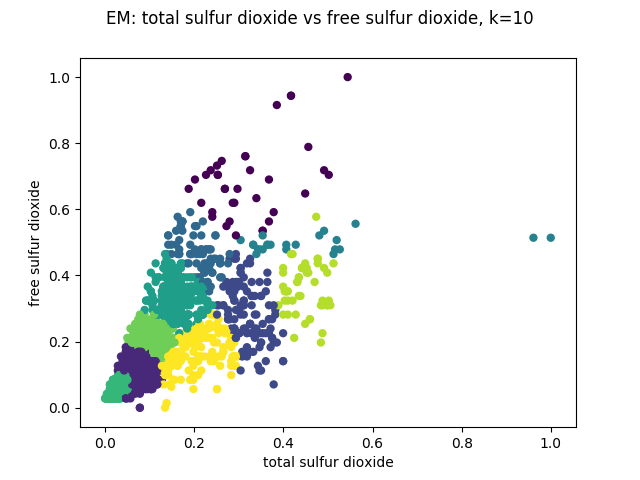 EM: total sulfur dioxide vs free sulfur dioxide, k=10
1.0
0.8
0.6
0.4
0.2
0.0
free sulfur dioxide
0.0 0.2 0.4 0.6 0.8 1.0
total sulfur dioxide